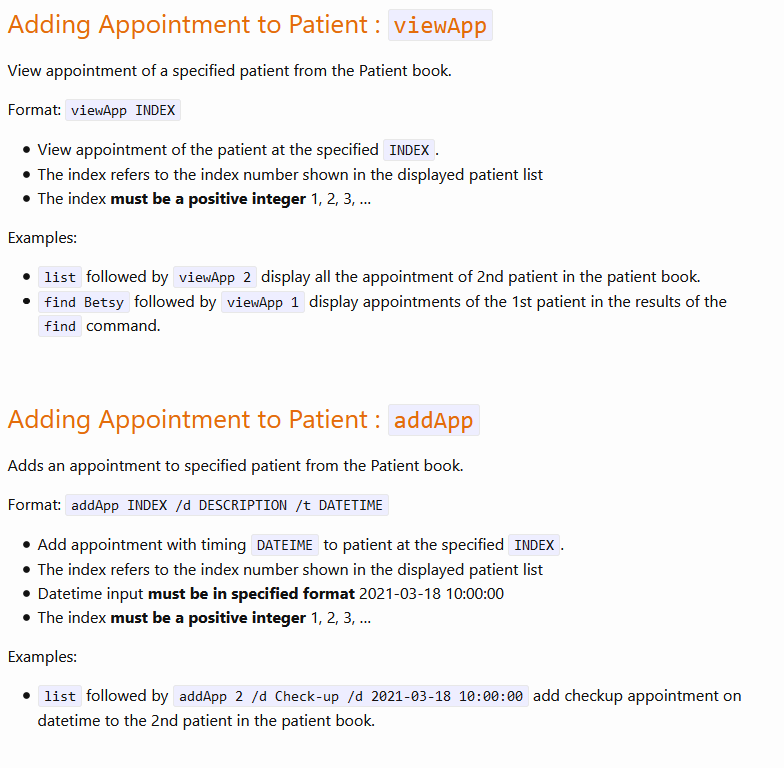 Adding Appointment to Patient : viewApp
View appointment of a specified patient from the Patient book.
Format: viewApp INDEX
• View appointment of the patient at the specified INDEX.
• The index refers to the index number shown in the displayed patient list
• The index must be a positive integer 1, 2, 3, …
Examples:
• list followed by viewApp 2 display all the appointment of 2nd patient in the patient book.
• find Betsy followed by viewApp 1 display appointments of the 1st patient in the results of the
find command.
Adding Appointment to Patient : addApp
Adds an appointment to specified patient from the Patient book.
Format: addApp INDEX /d DESCRIPTION /t DATETIME
• Add appointment with timing DATEIME to patient at the specified INDEX.
• The index refers to the index number shown in the displayed patient list
• Datetime input must be in specified format 2021-03-18 10:00:00
• The index must be a positive integer 1, 2, 3, …
Examples:
• list followed by addApp 2 /d Check-up /d 2021-03-18 10:00:00 add checkup appointment on
datetime to the 2nd patient in the patient book.